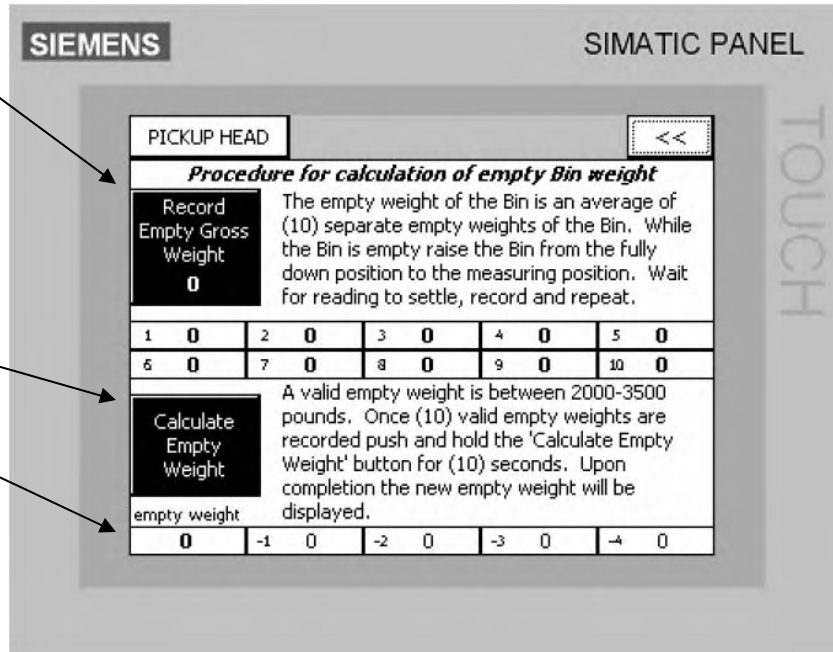 SIEMENS
SIMATIC PANEL
TOUCH
PICKUP HEAD
<<
Procedure for calculation of empty Bin weight
Record
Empty Gross
Weight
0
The empty weight of the Bin is an average of
(10) separate empty weights of the Bin. While
the Bin is empty raise the Bin from the fully
down position to the measuring position. Wait
for reading to settle, record and repeat.
1 0 2 0 3 0 4 0 5 0
6 0 7 0 8 0 9 0 10 0
Calculate
Empty
Weight
A valid empty weight is between 2000-3500
pounds. Once (10) valid empty weights are
recorded push and hold the 'Calculate Empty
Weight' button for (10) seconds. Upon
completion the new empty weight will be
displayed.
empty weight
0 -1 0 -2 0 -3 0 -4 0